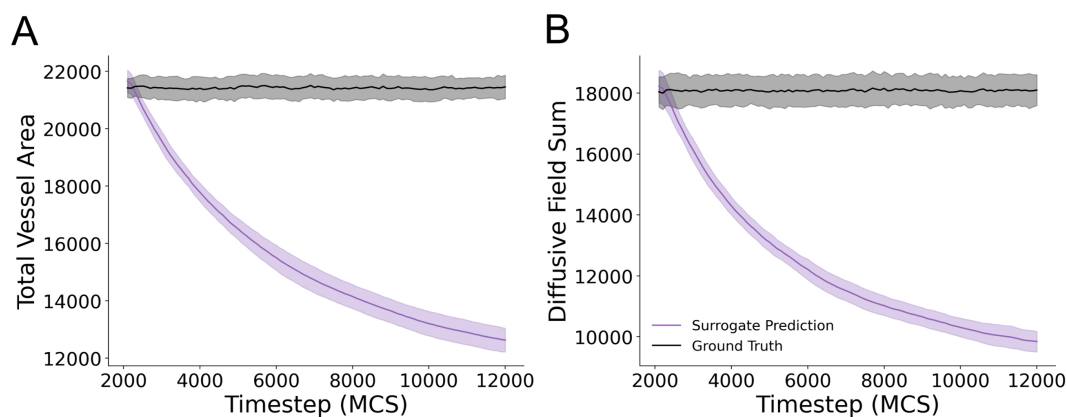 A
22000
20000
18000
16000
14000
12000
Total Vessel Area
2000 4000 6000 8000 10000 12000
Timestep (MCS)
B
18000
16000
14000
12000
10000
Diffusive Field Sum
Surrogate Prediction
Ground Truth
2000 4000 6000 8000 10000 12000
Timestep (MCS)